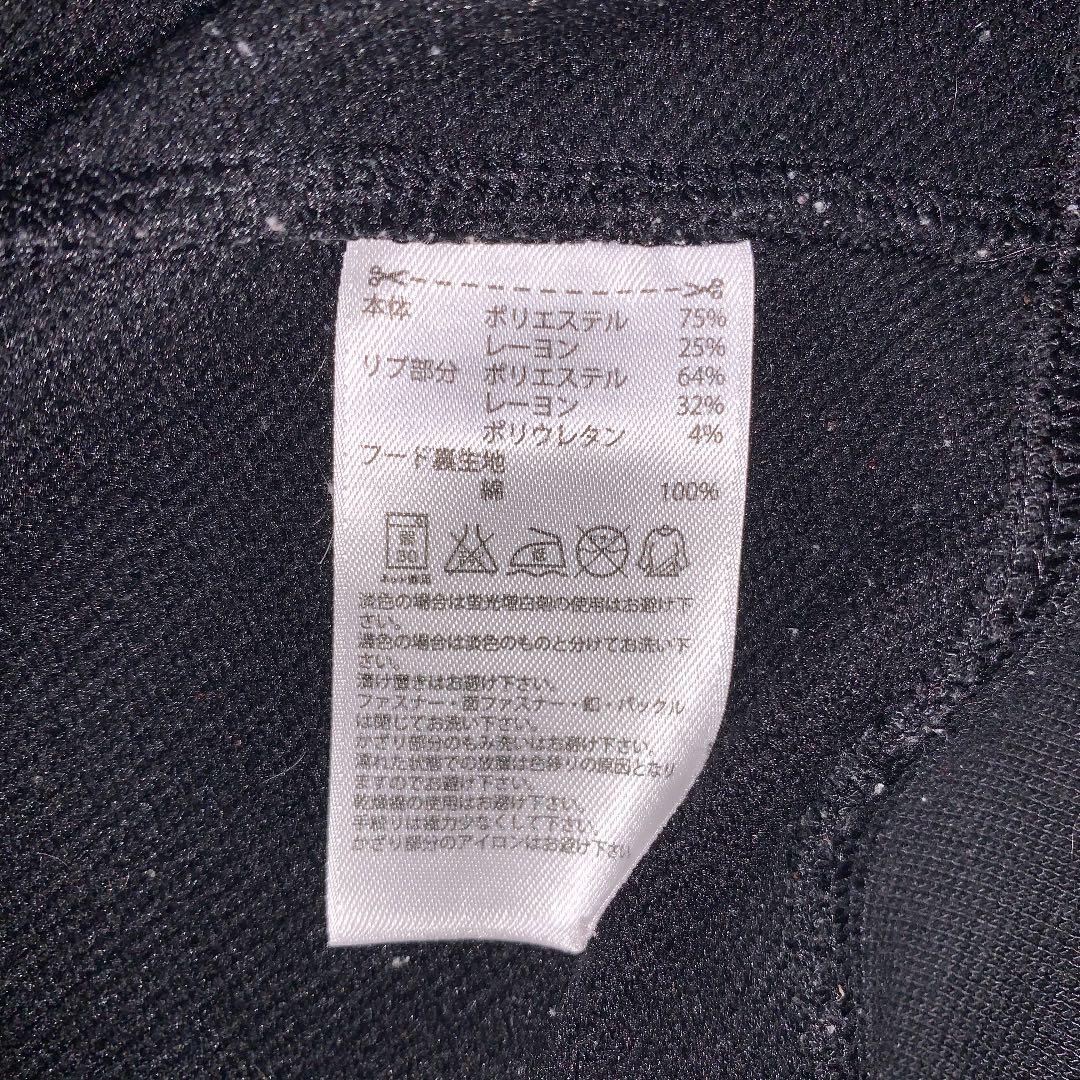 本体 ポリエステル 75%
レーヨン 25%
リブ部分 ポリエステル 64%
レーヨン 32%
ポリウレタン 4%
フード裏生地
綿 100%
弱
30
ネット使用
淡色の場合は蛍光増白剤の使用はお避け下
さい。
濃色の場合は淡色のものと分けてお洗い下
さい。
漬け置きはお避け下さい。
ファスナー・面ファスナー・釦・バックル
は閉じてお洗い下さい。
かざり部分のもみ洗いはお避け下さい。
濡れた状態での放置は色移りの原因となり
ますのでお避け下さい。
乾燥機の使用はお避け下さい。
手絞りは極力少なくして下さい。
かざり部分のアイロンはお避け下さい